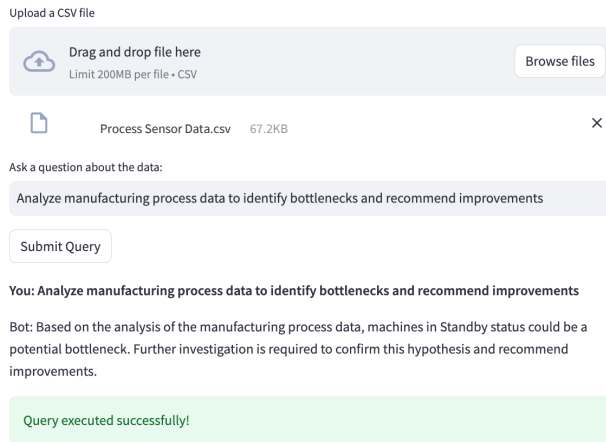 Upload a CSV file
Drag and drop file here
Limit 200MB per file • CSV
Browse files
Process Sensor Data.csv 67.2KB
Ask a question about the data:
Analyze manufacturing process data to identify bottlenecks and recommend improvements
Submit Query
You: Analyze manufacturing process data to identify bottlenecks and recommend improvements
Bot: Based on the analysis of the manufacturing process data, machines in Standby status could be a
potential bottleneck. Further investigation is required to confirm this hypothesis and recommend
improvements.
Query executed successfully!